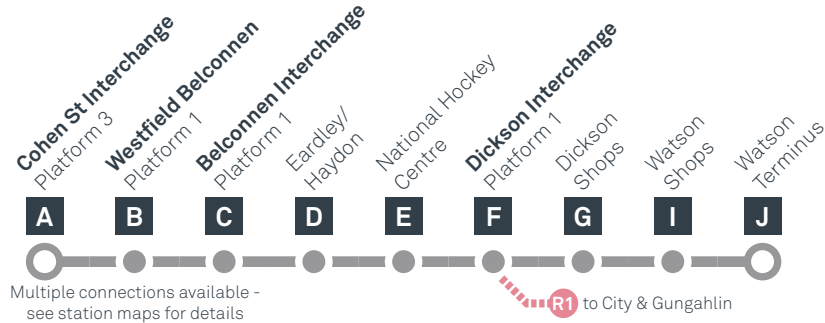 Cohen St Interchange
Platform 3
Westfield Belconnen
Platform 1
Belconnen Interchange
Platform 1
Eardley/
Haydon
National Hockey
Centre
Dickson Interchange
Platform 1
Dickson
Shops
Watson
Shops
Watson
Terminus
A B C D E F G I J
Multiple connections available -
see station maps for details
R1 to City & Gungahlin